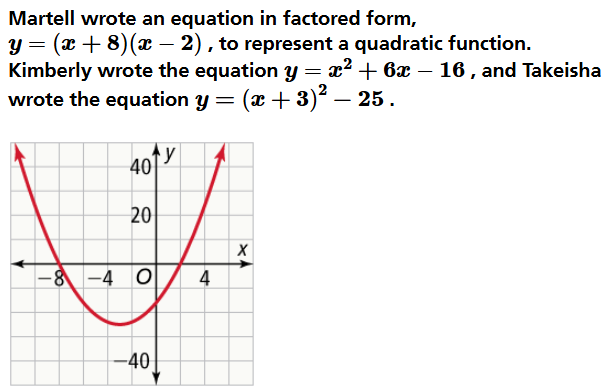 Martell wrote an equation in factored form,
y = (x + 8)(x − 2) , to represent a quadratic function.
Kimberly wrote the equation y = x² + 6x − 16 , and Takeisha
wrote the equation y = (x + 3)² − 25 .
40 y
20
x
−8 −4 O 4
−40